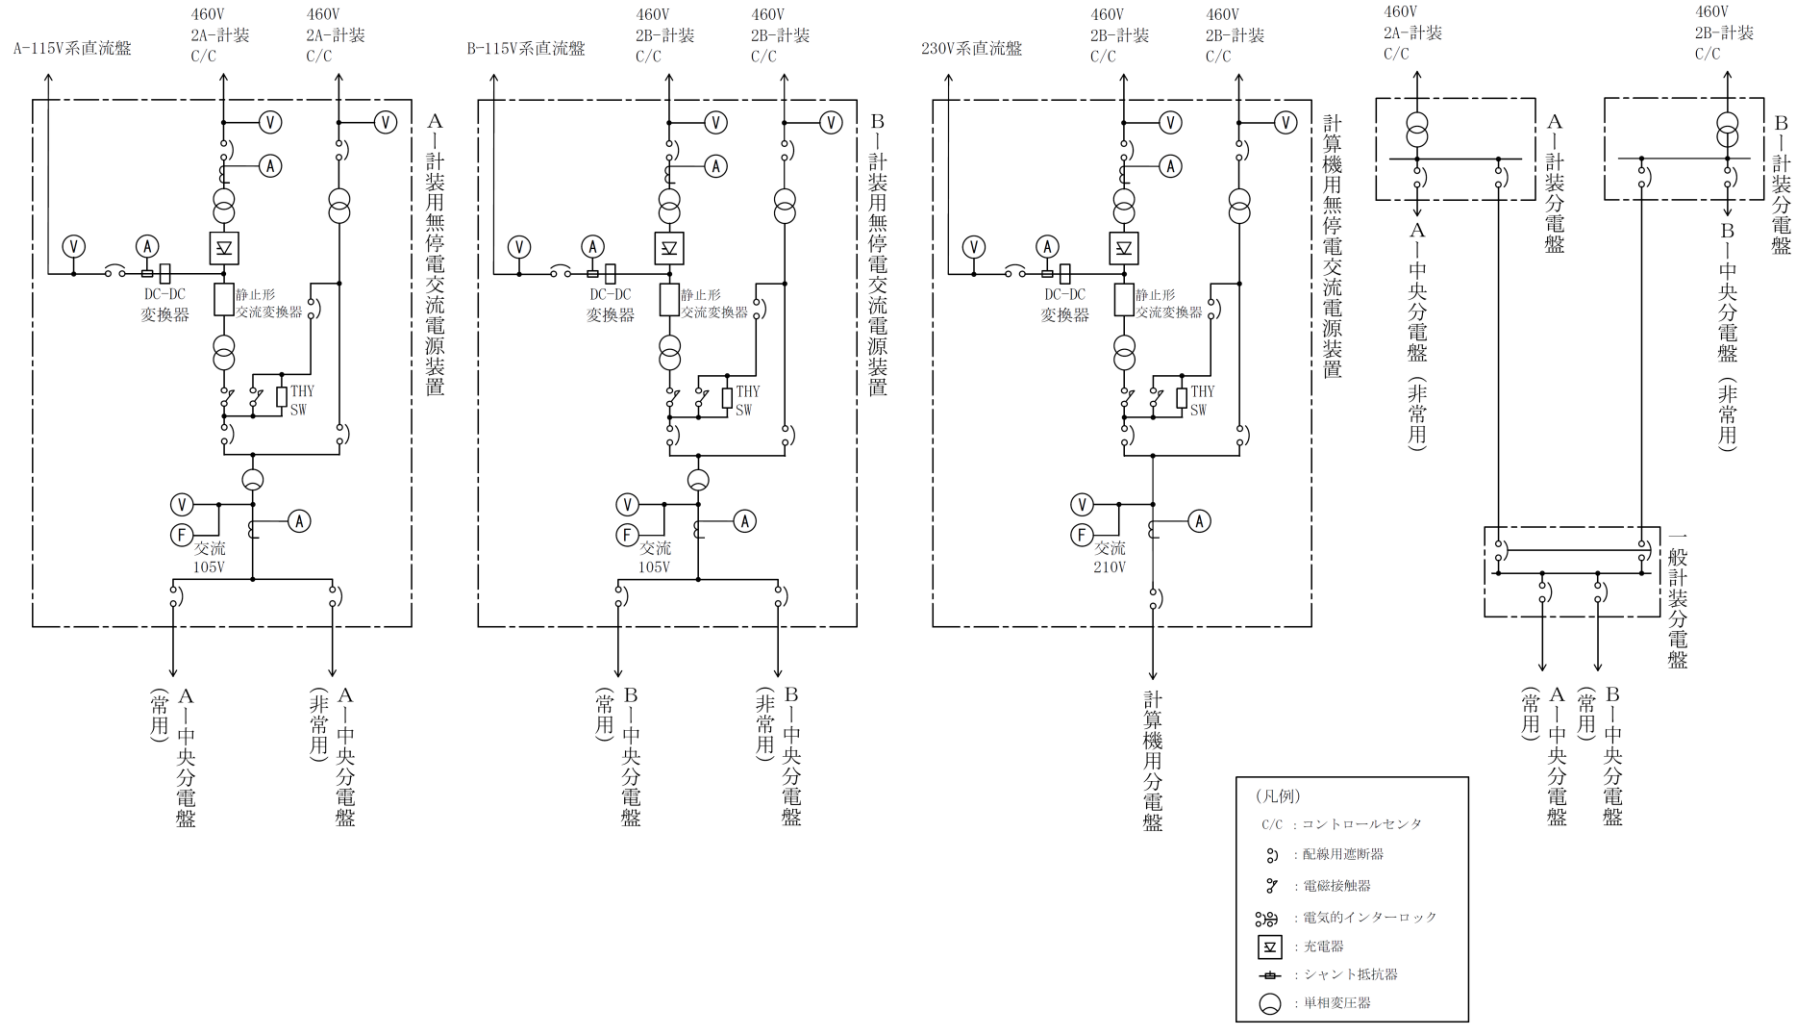 A-115V系直流盤
460V
2A-計装
C/C
460V
2A-計装
C/C
V
V
A
V
A
DC-DC
変換器
静止形
交流変換器
THY
SW
V
F
A
交流
105V
A－計装用無停電交流電源装置
A－中央分電盤
(常用)
A－中央分電盤
(非常用)
B-115V系直流盤
460V
2B-計装
C/C
460V
2B-計装
C/C
V
V
A
V
A
DC-DC
変換器
静止形
交流変換器
THY
SW
V
F
A
交流
105V
B－計装用無停電交流電源装置
B－中央分電盤
(常用)
B－中央分電盤
(非常用)
230V系直流盤
460V
2B-計装
C/C
460V
2B-計装
C/C
V
V
A
V
A
DC-DC
変換器
静止形
交流変換器
THY
SW
V
F
A
交流
210V
計算機用無停電交流電源装置
計算機用分電盤
460V
2A-計装
C/C
A－計装分電盤
A－中央分電盤(非常用)
460V
2B-計装
C/C
B－計装分電盤
B－中央分電盤(非常用)
一般計装分電盤
A－中央分電盤
(常用)
B－中央分電盤
(常用)
(凡例)
C/C ：コントロールセンタ
：配線用遮断器
：電磁接触器
：電気的インターロック
：充電器
：シャント抵抗器
：単相変圧器